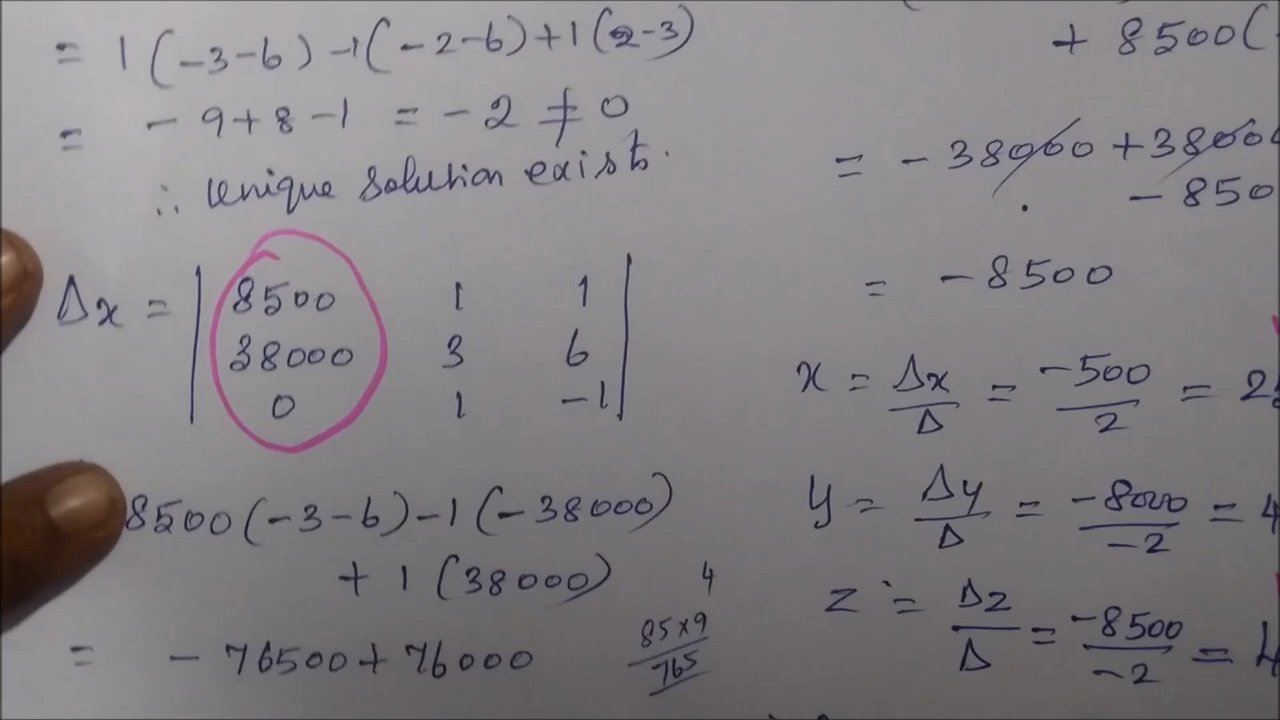 = 1(-3-6)-1(-2-6)+1(2-3)
= -9+8-1 = -2 ≠ 0
∴ unique solution exists.
Δx = | 8500 1 1 |
| 38000 3 6 |
| 0 1 -1 |
8500(-3-6)-1(-38000)
+ 1(38000)
= -76500+76000
4
85×9
765
+ 8500(
= -38000+3800
-850
= -8500
x = Δx/Δ = -500/2 = 2
y = Δy/Δ = -8000/-2 = 4
z = Δz/Δ = -8500/-2 = 4